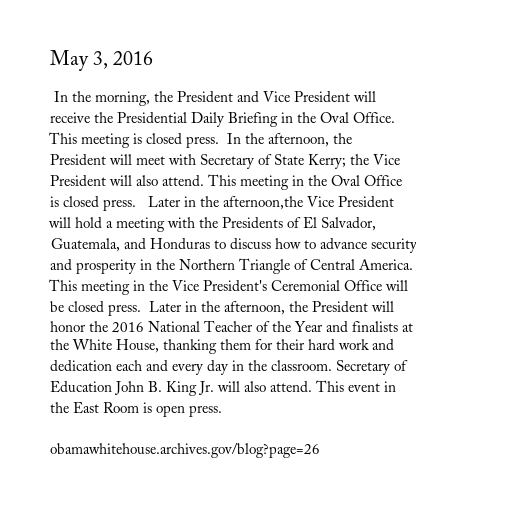 May 3, 2016
In the morning, the President and Vice President will
receive the Presidential Daily Briefing in the Oval Office.
This meeting is closed press.  In the afternoon, the
President will meet with Secretary of State Kerry; the Vice
President will also attend. This meeting in the Oval Office
is closed press.   Later in the afternoon,the Vice President
will hold a meeting with the Presidents of El Salvador,
Guatemala, and Honduras to discuss how to advance security
and prosperity in the Northern Triangle of Central America.
This meeting in the Vice President's Ceremonial Office will
be closed press.  Later in the afternoon, the President will
honor the 2016 National Teacher of the Year and finalists at
the White House, thanking them for their hard work and
dedication each and every day in the classroom. Secretary of
Education John B. King Jr. will also attend. This event in
the East Room is open press.
obamawhitehouse.archives.gov/blog?page=26